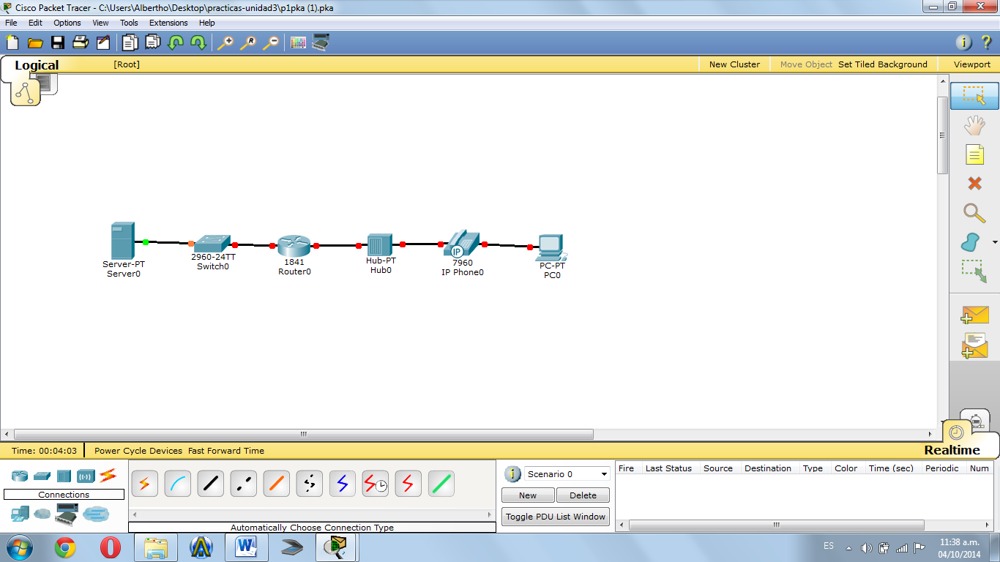 Cisco Packet Tracer - C:\Users\Albertho\Desktop\practicas-unidad3\p1pka (1).pka
File Edit Options View Tools Extensions Help
Logical [Root] New Cluster Move Object Set Tiled Background Viewport
Server-PT
Server0
2960-24TT
Switch0
1841
Router0
Hub-PT
Hub0
IP
7960
IP Phone0
PC-PT
PC0
Time: 00:04:03 Power Cycle Devices Fast Forward Time Realtime
Connections
Automatically Choose Connection Type
Scenario 0
New Delete
Toggle PDU List Window
Fire Last Status Source Destination Type Color Time (sec) Periodic Num
ES 11:38 a.m.
04/10/2014